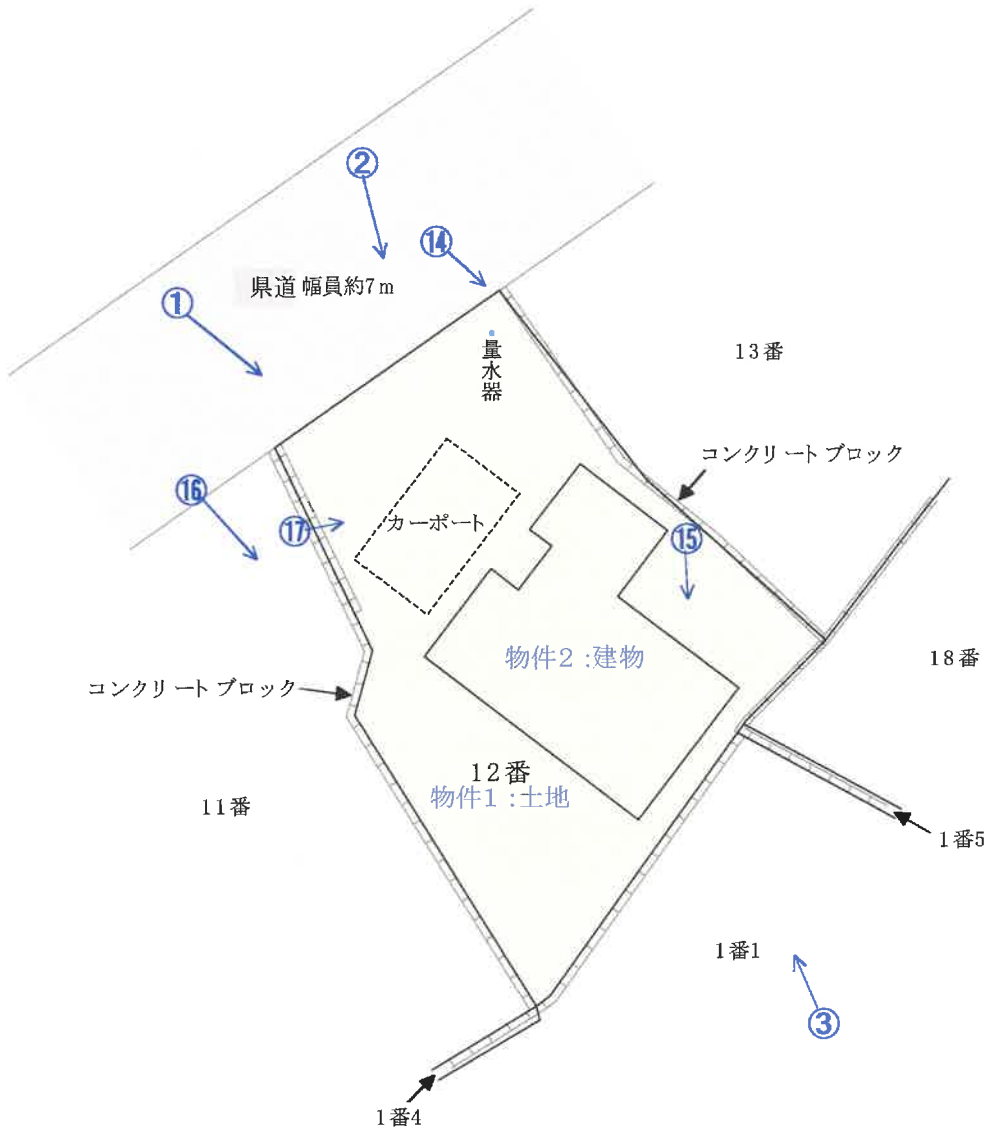 ②
⑭
県道 幅員約7m
①
量水器
13番
コンクリートブロック
⑯
⑰
カーポート
⑮
物件2:建物
18番
コンクリートブロック
12番
物件1:土地
11番
1番5
1番1
③
1番4